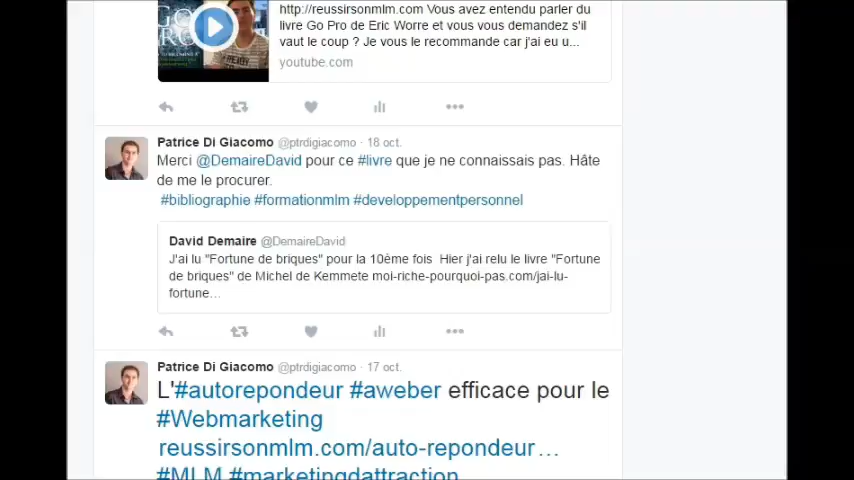 GO
PRO
http://reussirsonmlm.com Vous avez entendu parler du
livre Go Pro de Eric Worre et vous vous demandez s'il
vaut le coup ? Je vous le recommande car j'ai eu u...
youtube.com
Patrice Di Giacomo @ptrdigiacomo · 18 oct.
Merci @DemaireDavid pour ce #livre que je ne connaissais pas. Hâte
de me le procurer.
#bibliographie #formationmlm #developpementpersonnel
David Demaire @DemaireDavid
J'ai lu "Fortune de briques" pour la 10ème fois Hier j'ai relu le livre "Fortune
de briques" de Michel de Kemmete moi-riche-pourquoi-pas.com/jai-lu-
fortune...
Patrice Di Giacomo @ptrdigiacomo · 17 oct.
L'#autorepondeur #aweber efficace pour le
#Webmarketing
reussirsonmlm.com/auto-repondeur...
#MLM #marketingdattraction